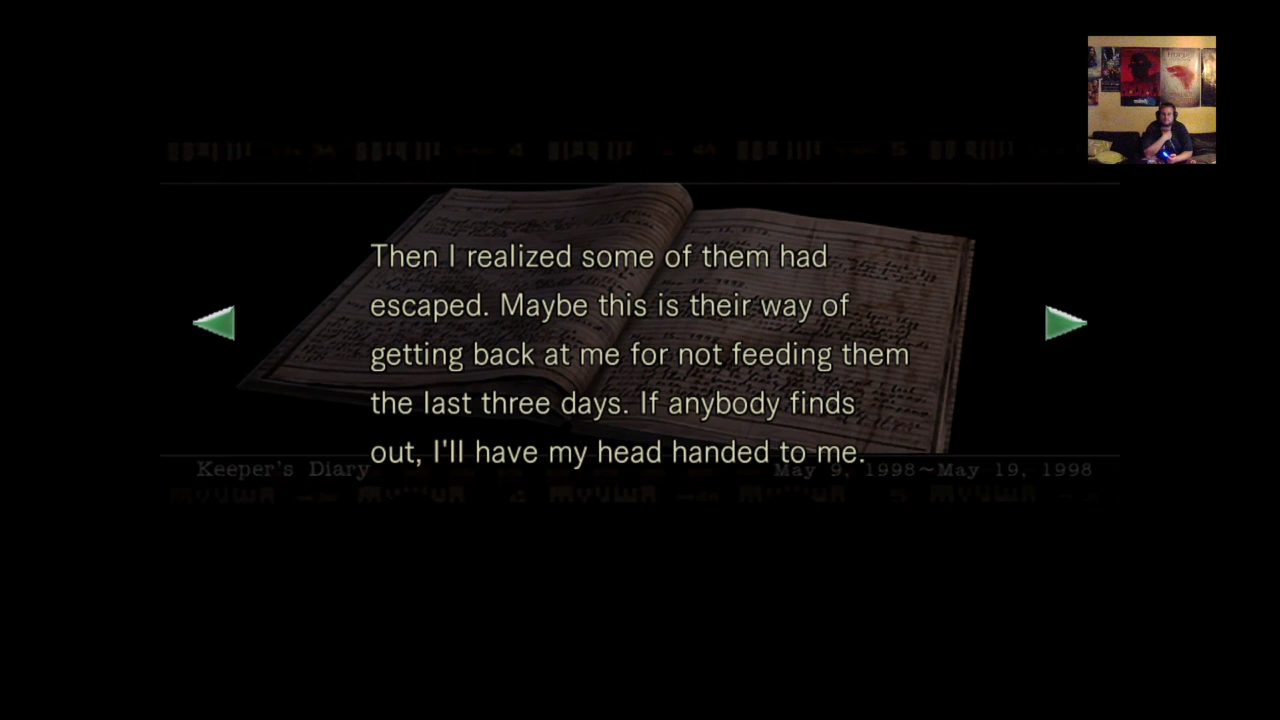 Then I realized some of them had
escaped. Maybe this is their way of
getting back at me for not feeding them
the last three days. If anybody finds
out, I'll have my head handed to me.
Keeper's Diary
May 9, 1998~May 19, 1998